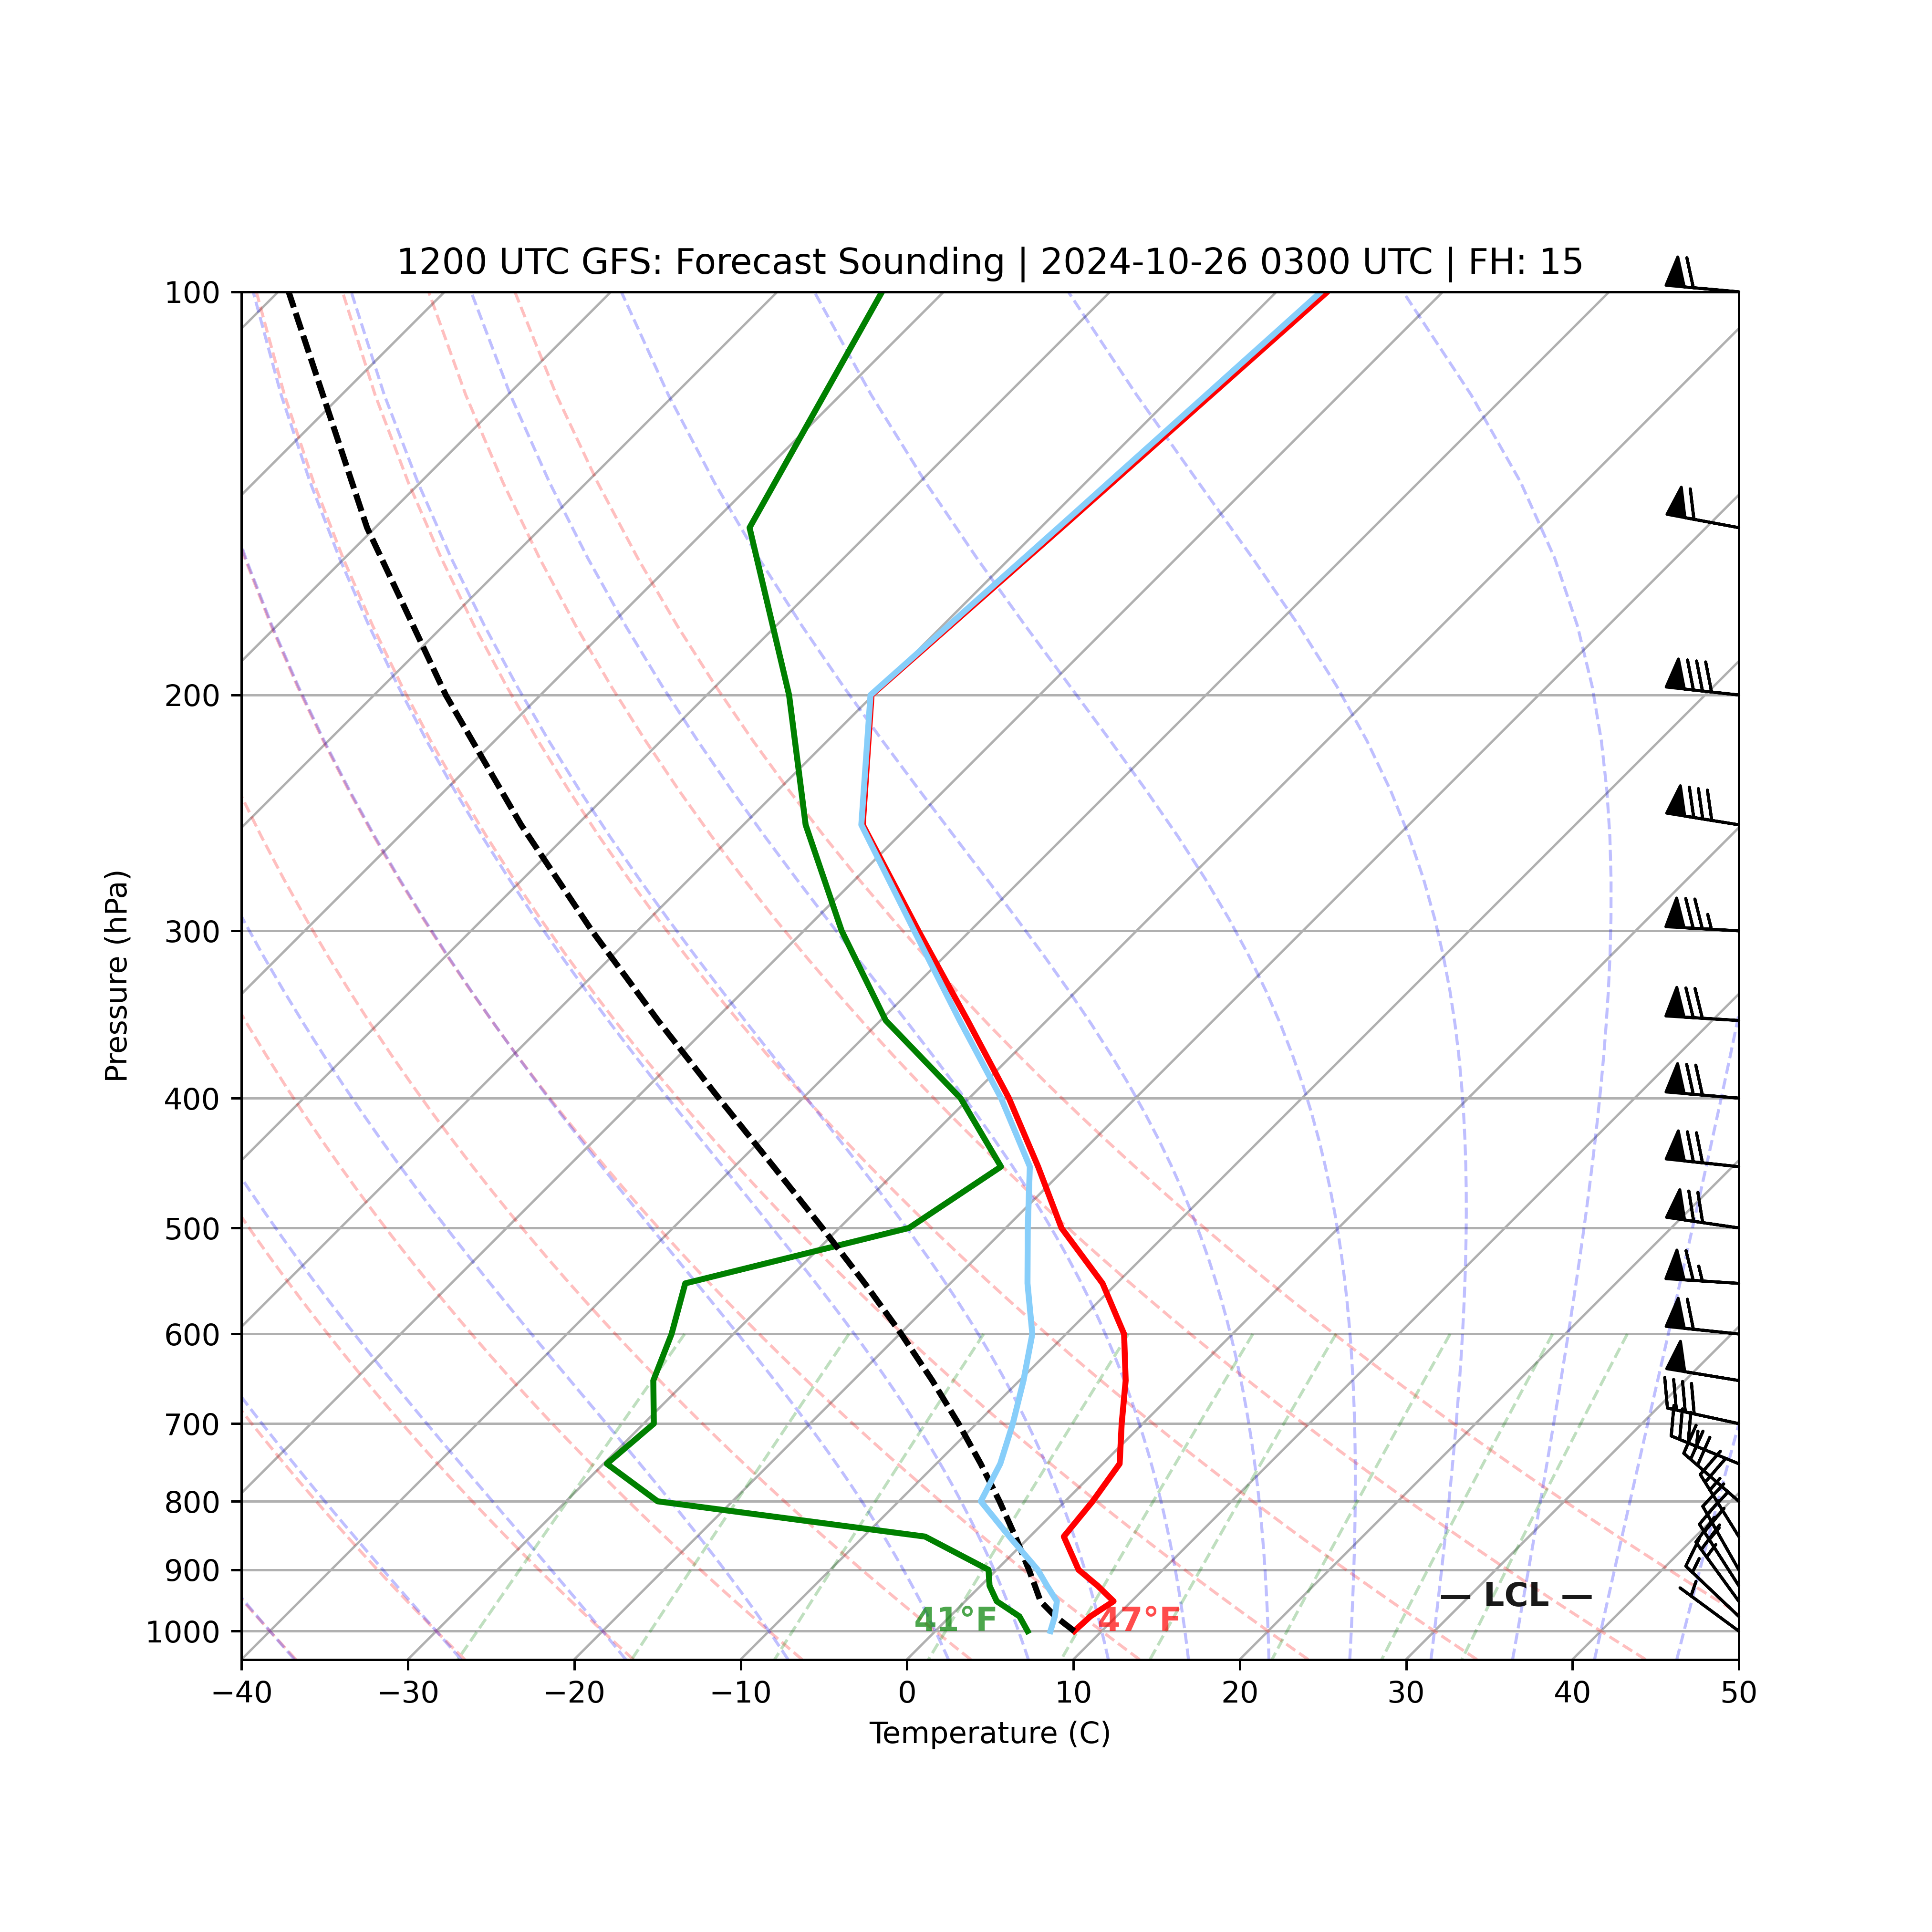 1200 UTC GFS: Forecast Sounding | 2024-10-26 0300 UTC | FH: 15
100
200
300
400
500
600
700
800
900
1000
Pressure (hPa)
41°F
47°F
— LCL —
−40 −30 −20 −10 0 10 20 30 40 50
Temperature (C)